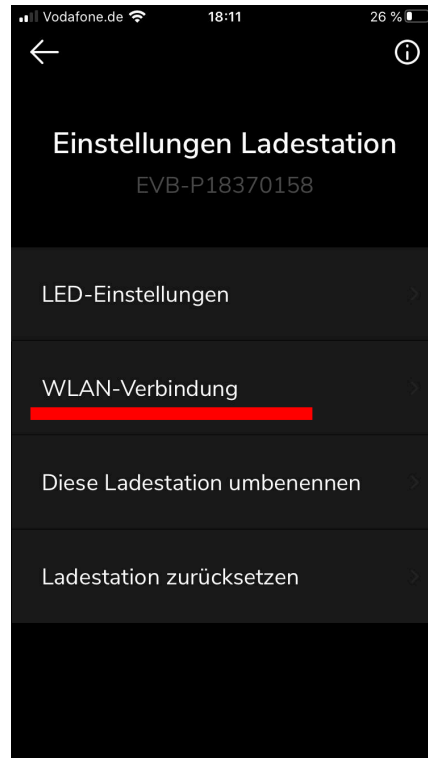 Vodafone.de 18:11 26 %
Einstellungen Ladestation
EVB-P18370158
LED-Einstellungen
WLAN-Verbindung
Diese Ladestation umbenennen
Ladestation zurücksetzen